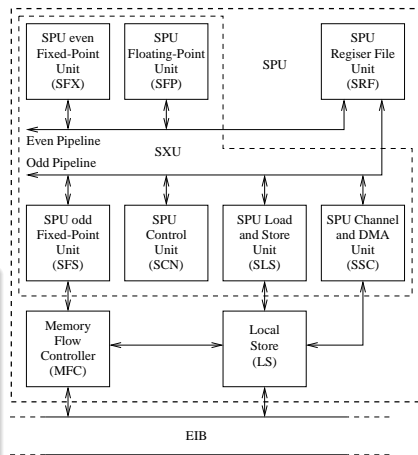 SPU even
Fixed-Point
Unit
(SFX)
SPU
Floating-Point
Unit
(SFP)
SPU
SPU
Regiser File
Unit
(SRF)
Even Pipeline
SXU
Odd Pipeline
SPU odd
Fixed-Point
Unit
(SFS)
SPU
Control
Unit
(SCN)
SPU Load
and Store
Unit
(SLS)
SPU Channel
and DMA
Unit
(SSC)
Memory
Flow
Controller
(MFC)
Local
Store
(LS)
EIB